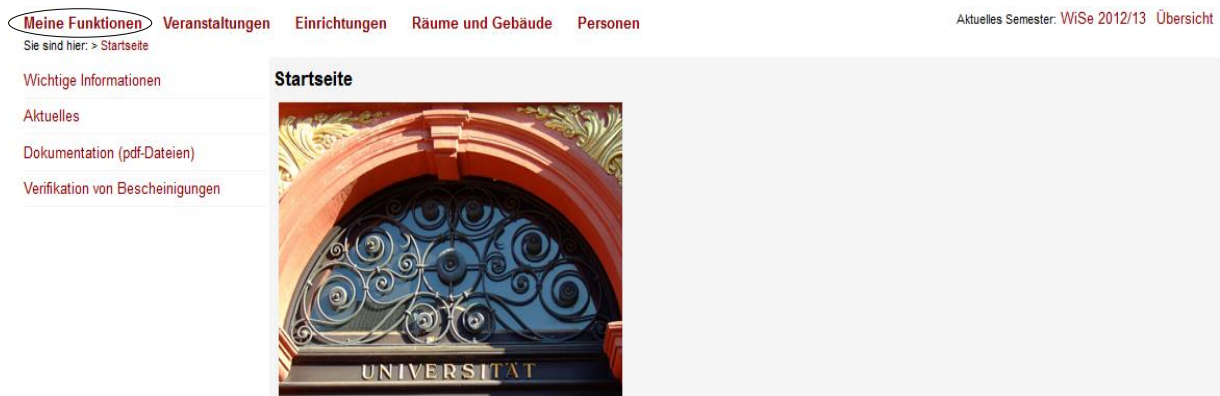 Meine Funktionen Veranstaltungen Einrichtungen Räume und Gebäude Personen Aktuelles Semester: WiSe 2012/13 Übersicht
Sie sind hier: > Startseite
Wichtige Informationen
Aktuelles
Dokumentation (pdf-Dateien)
Verifikation von Bescheinigungen
Startseite
UNIVERSITÄT